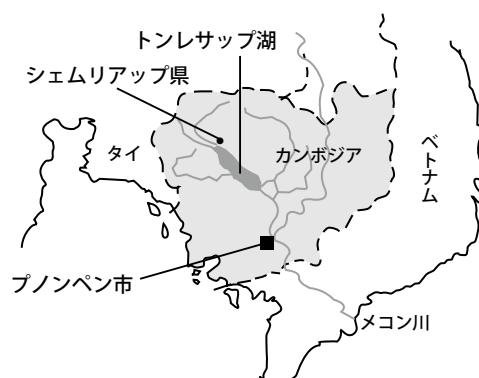 トンレサップ湖
シェムリアップ県
タイ
カンボジア
ベトナム
プノンペン市
メコン川